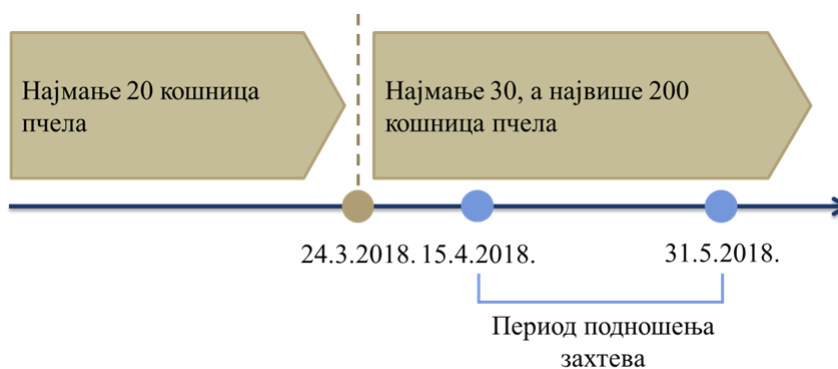 Најмање 20 кошница
пчела
Најмање 30, а највише 200
кошница пчела
24.3.2018. 15.4.2018.
31.5.2018.
Период подношења
захтева